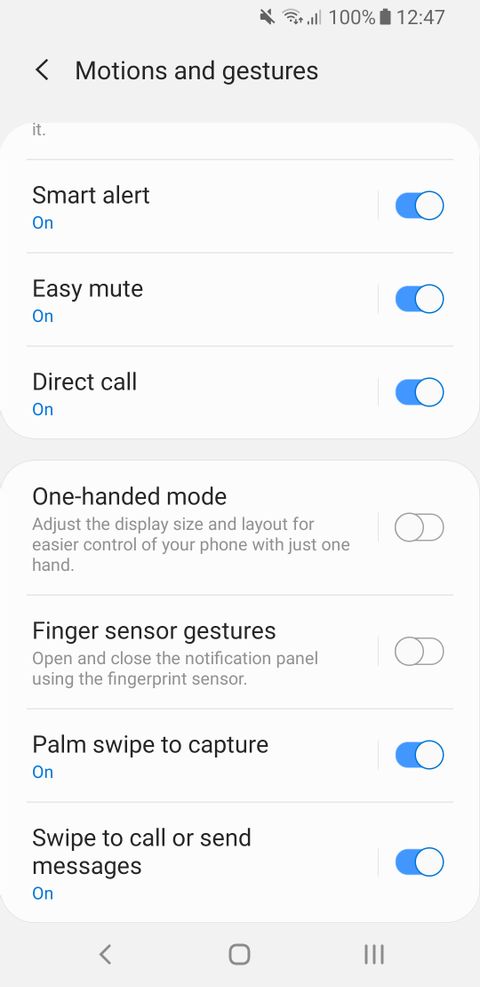 100% 12:47
Motions and gestures
it.
Smart alert
On
Easy mute
On
Direct call
On
One-handed mode
Adjust the display size and layout for
easier control of your phone with just one
hand.
Finger sensor gestures
Open and close the notification panel
using the fingerprint sensor.
Palm swipe to capture
On
Swipe to call or send
messages
On